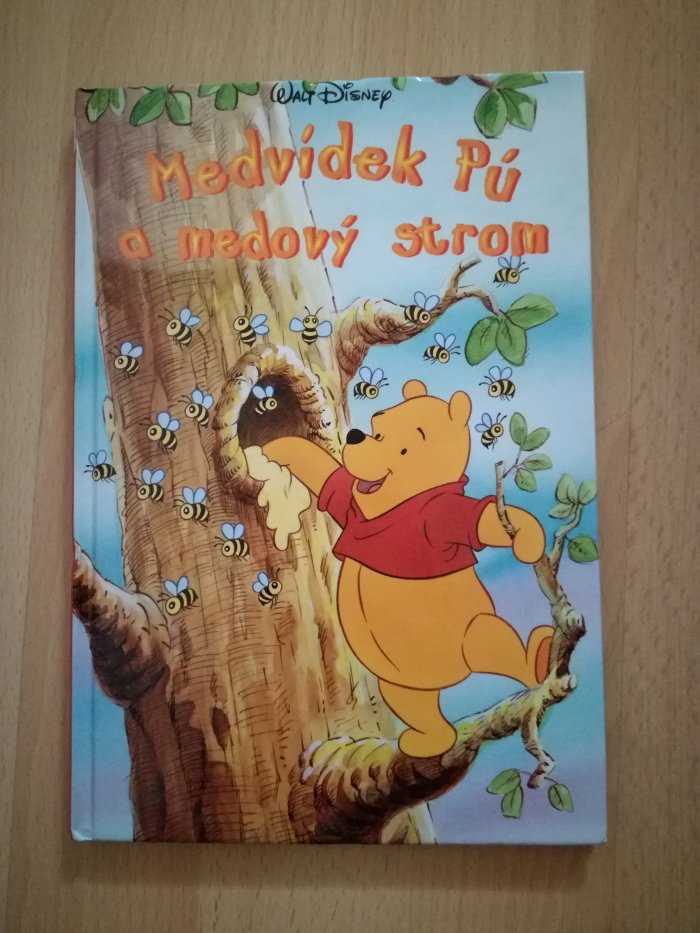 Walt Disney
Medvídek Pú
a medový strom